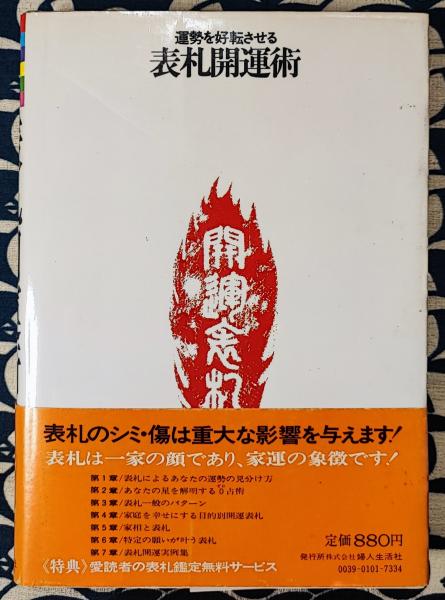 運勢を好転させる
表札開運術
開運表札
表札のシミ・傷は重大な影響を与えます!
表札は一家の顔であり、家運の象徴です!
第1章/表札によるあなたの運勢の見分け方
第2章/あなたの星を解明する0占術
第3章/表札一般のパターン
第4章/家庭を幸せにする目的別開運表札
第5章/家相と表札
第6章/特定の願いが叶う表札
第7章/表札開運実例集
《特典》愛読者の表札鑑定無料サービス
定価880円
発行所株式会社婦人生活社
0039-0101-7334